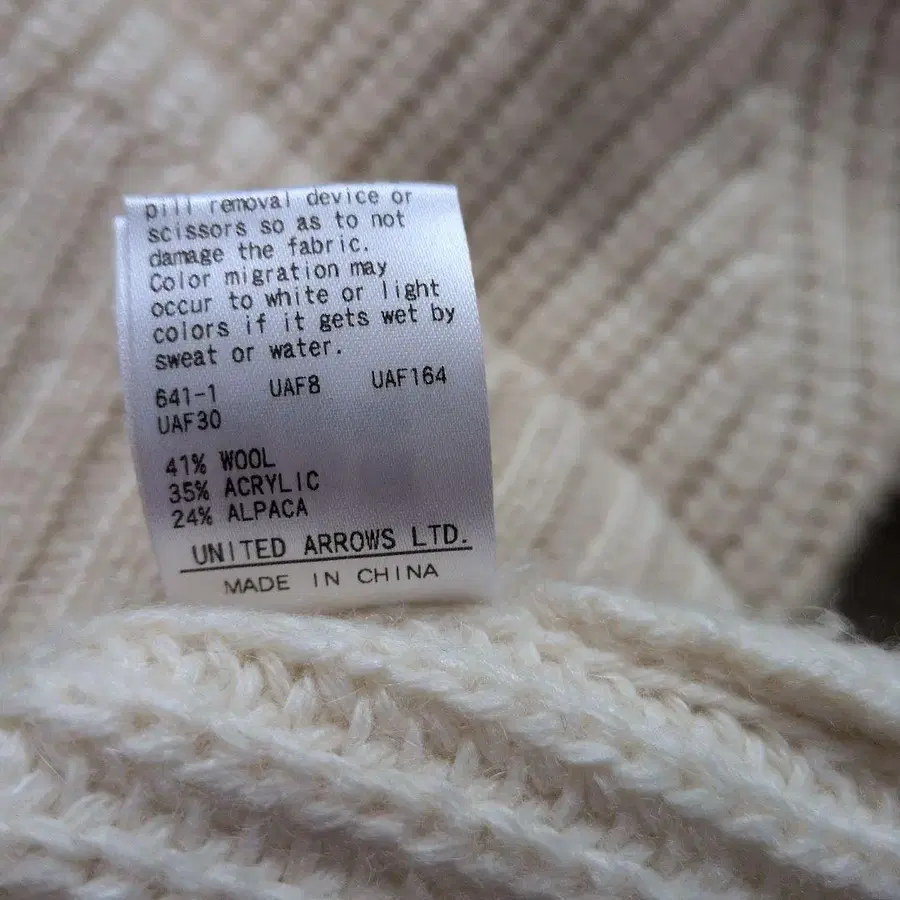 pill removal device or
scissors so as to not
damage the fabric.
Color migration may
occur to white or light
colors if it gets wet by
sweat or water.
641-1 UAF8 UAF164
UAF30
41% WOOL
35% ACRYLIC
24% ALPACA
UNITED ARROWS LTD.
MADE IN CHINA